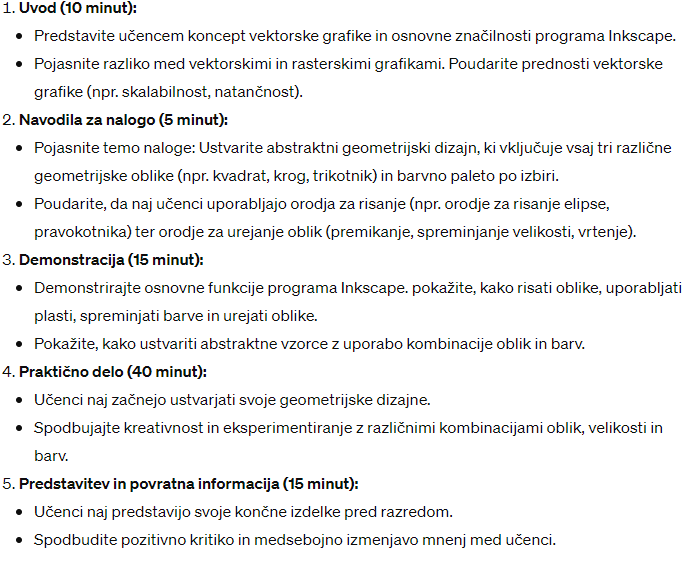 1. Uvod (10 minut):
• Predstavite učencem koncept vektorske grafike in osnovne značilnosti programa Inkscape.
• Pojasnite razliko med vektorskimi in rasterskimi grafikami. Poudarite prednosti vektorske
grafike (npr. skalabilnost, natančnost).
2. Navodila za nalogo (5 minut):
• Pojasnite temo naloge: Ustvarite abstraktni geometrijski dizajn, ki vključuje vsaj tri različne
geometrijske oblike (npr. kvadrat, krog, trikotnik) in barvno paleto po izbiri.
• Poudarite, da naj učenci uporabljajo orodja za risanje (npr. orodje za risanje elipse,
pravokotnika) ter orodje za urejanje oblik (premikanje, spreminjanje velikosti, vrtenje).
3. Demonstracija (15 minut):
• Demonstrirajte osnovne funkcije programa Inkscape. pokažite, kako risati oblike, uporabljati
plasti, spreminjati barve in urejati oblike.
• Pokažite, kako ustvariti abstraktne vzorce z uporabo kombinacije oblik in barv.
4. Praktično delo (40 minut):
• Učenci naj začnejo ustvarjati svoje geometrijske dizajne.
• Spodbujajte kreativnost in eksperimentiranje z različnimi kombinacijami oblik, velikosti in
barv.
5. Predstavitev in povratna informacija (15 minut):
• Učenci naj predstavijo svoje končne izdelke pred razredom.
• Spodbudite pozitivno kritiko in medsebojno izmenjavo mnenj med učenci.